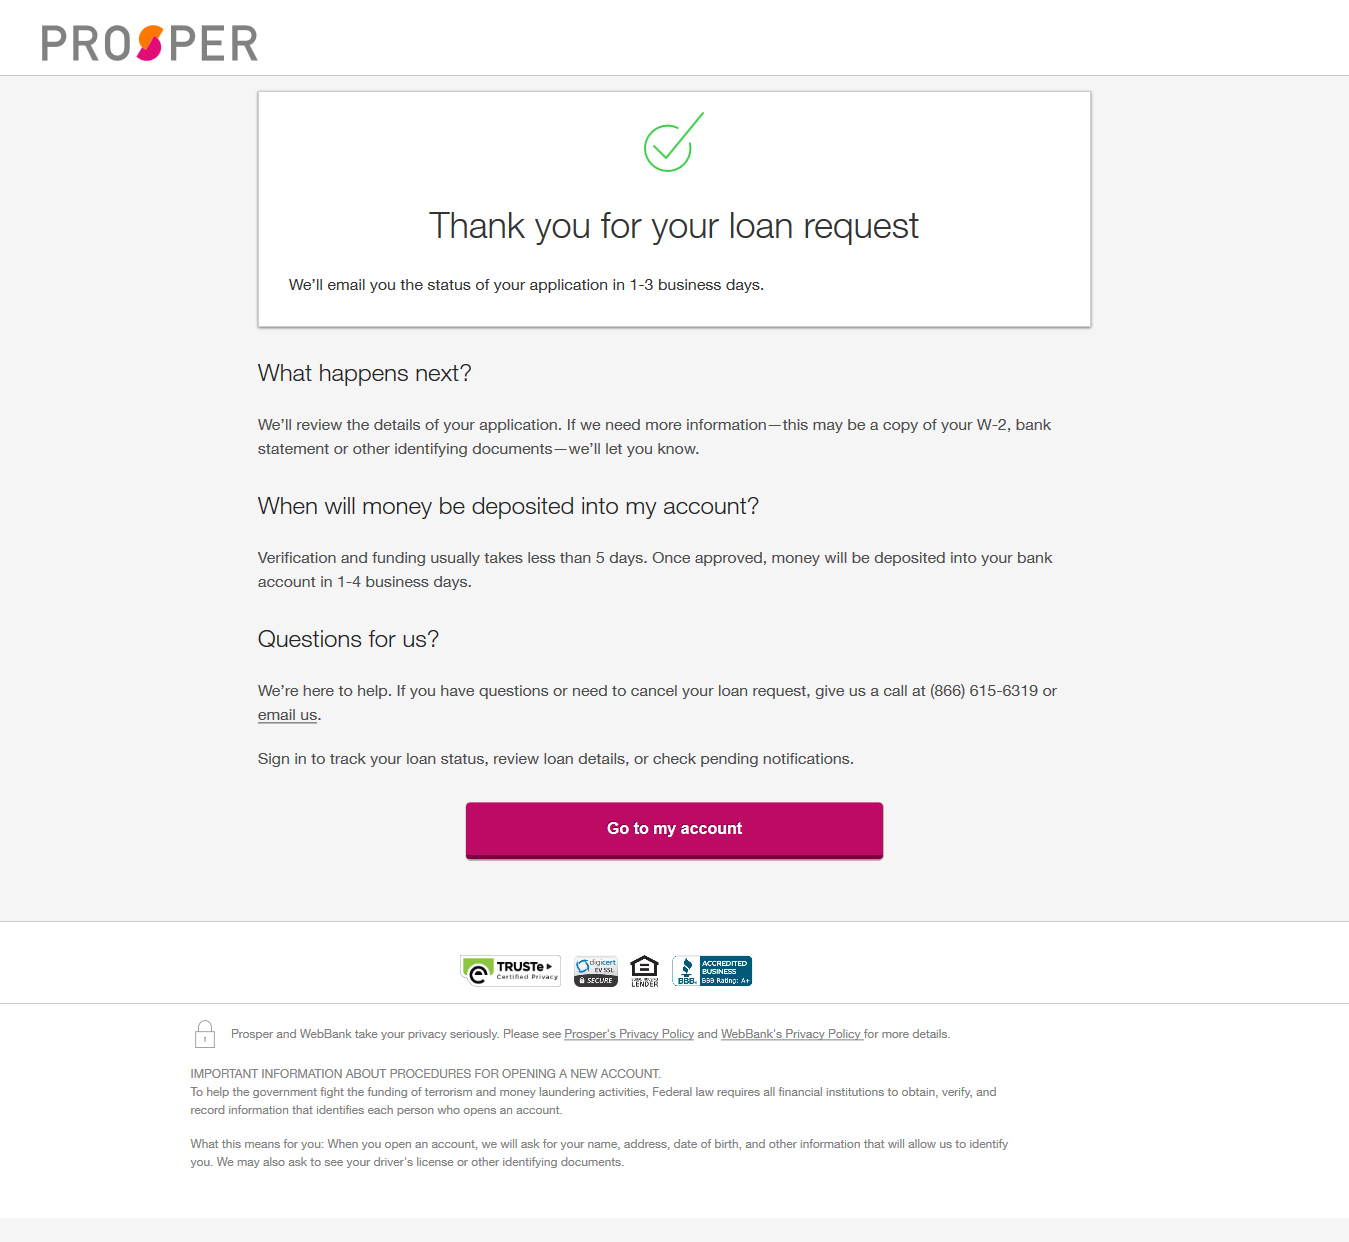 PROSPER
Thank you for your loan request
We'll email you the status of your application in 1-3 business days.
What happens next?
We'll review the details of your application. If we need more information—this may be a copy of your W-2, bank
statement or other identifying documents—we'll let you know.
When will money be deposited into my account?
Verification and funding usually takes less than 5 days. Once approved, money will be deposited into your bank
account in 1-4 business days.
Questions for us?
We're here to help. If you have questions or need to cancel your loan request, give us a call at (866) 615-6319 or
email us.
Sign in to track your loan status, review loan details, or check pending notifications.
Go to my account
TRUSTe
Certified Privacy
digicert
EV SSL
SECURE
LENDER
BBB.
ACCREDITED
BUSINESS
BBB Rating: A+
Prosper and WebBank take your privacy seriously. Please see Prosper's Privacy Policy and WebBank's Privacy Policy for more details.
IMPORTANT INFORMATION ABOUT PROCEDURES FOR OPENING A NEW ACCOUNT.
To help the government fight the funding of terrorism and money laundering activities, Federal law requires all financial institutions to obtain, verify, and
record information that identifies each person who opens an account.
What this means for you: When you open an account, we will ask for your name, address, date of birth, and other information that will allow us to identify
you. We may also ask to see your driver's license or other identifying documents.